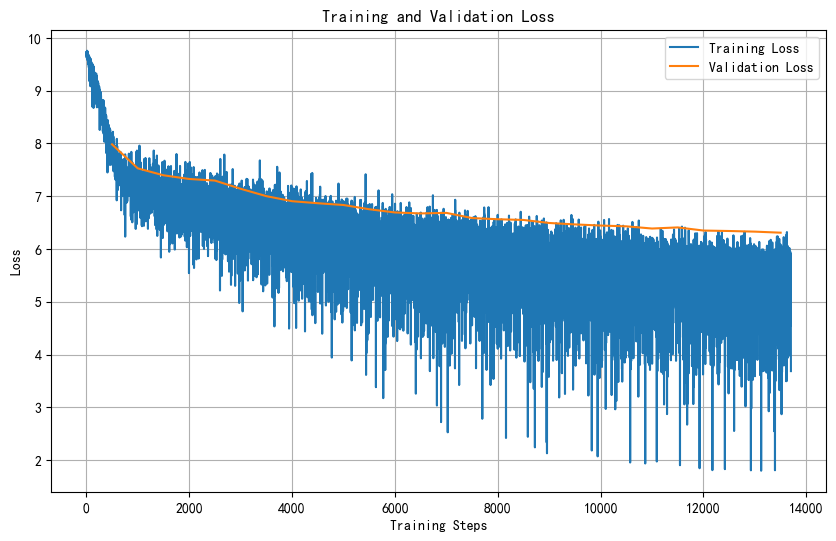 Training and Validation Loss
Training Loss
Validation Loss
10
9
8
7
6
5
4
3
2
Loss
0 2000 4000 6000 8000 10000 12000 14000
Training Steps